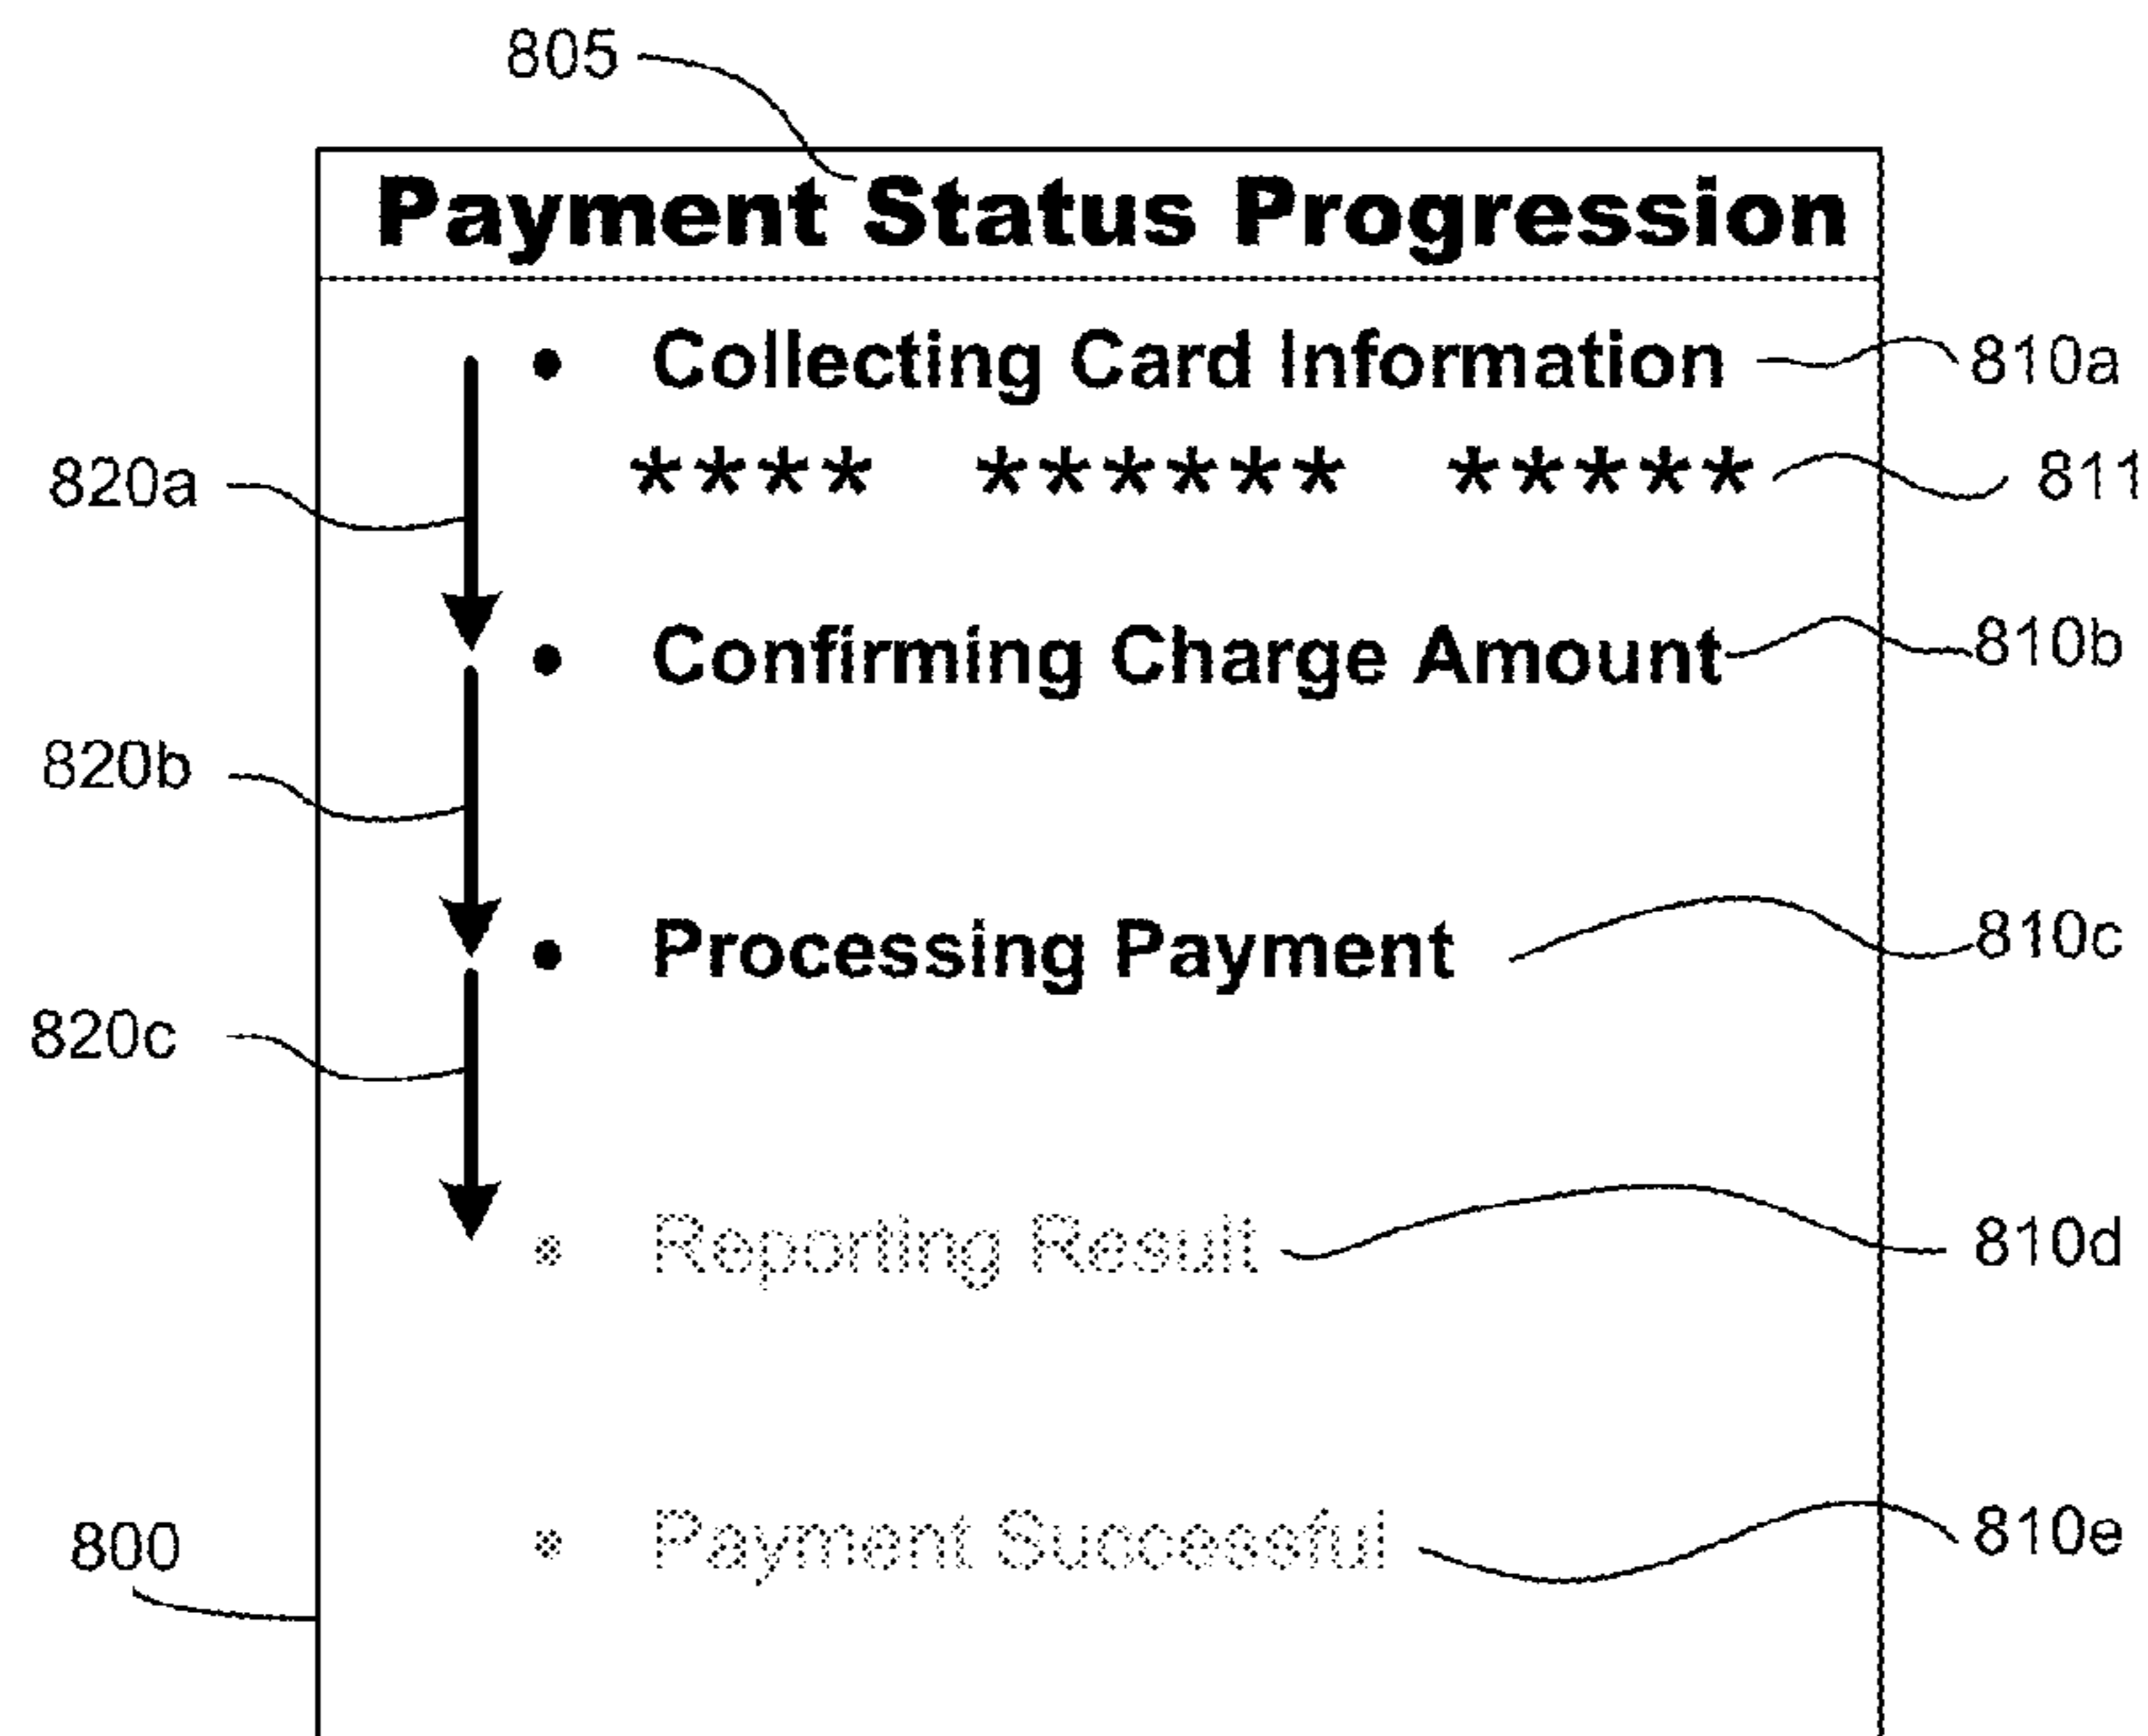 805
Payment Status Progression
• Collecting Card Information 810a
820a **** ****** ***** 811
• Confirming Charge Amount 810b
820b
• Processing Payment 810c
820c
• Reporting Result 810d
800 • Payment Successful 810e